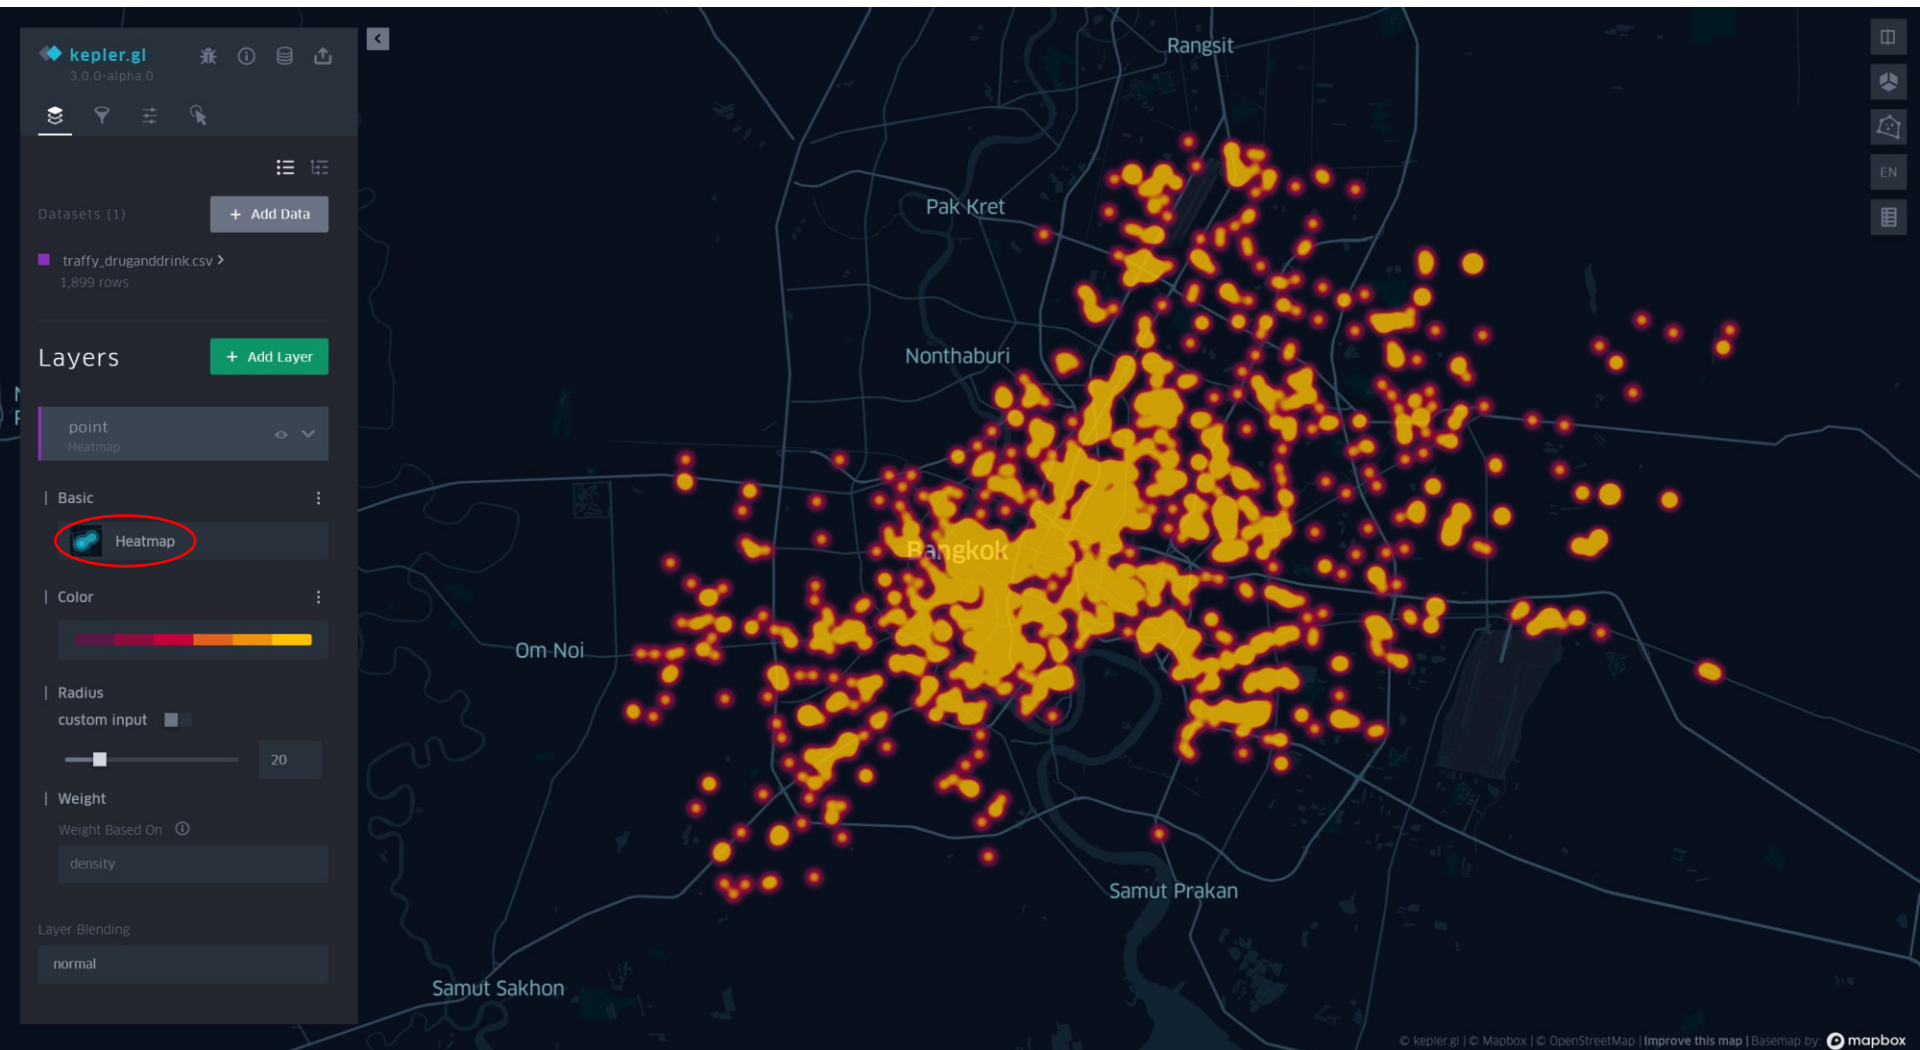 kepler.gl
3.0.0-alpha.0
Datasets (1)
+ Add Data
traffy_druganddrink.csv
1,899 rows
Layers
+ Add Layer
point
Heatmap
Basic
Heatmap
Color
Radius
custom input
20
Weight
Weight Based On
density
Layer Blending
normal
Rangsit
EN
Pak Kret
Nonthaburi
Bangkok
Om Noi
Samut Prakan
Samut Sakhon
© kepler.gl | © Mapbox | © OpenStreetMap | Improve this map | Basemap by: mapbox